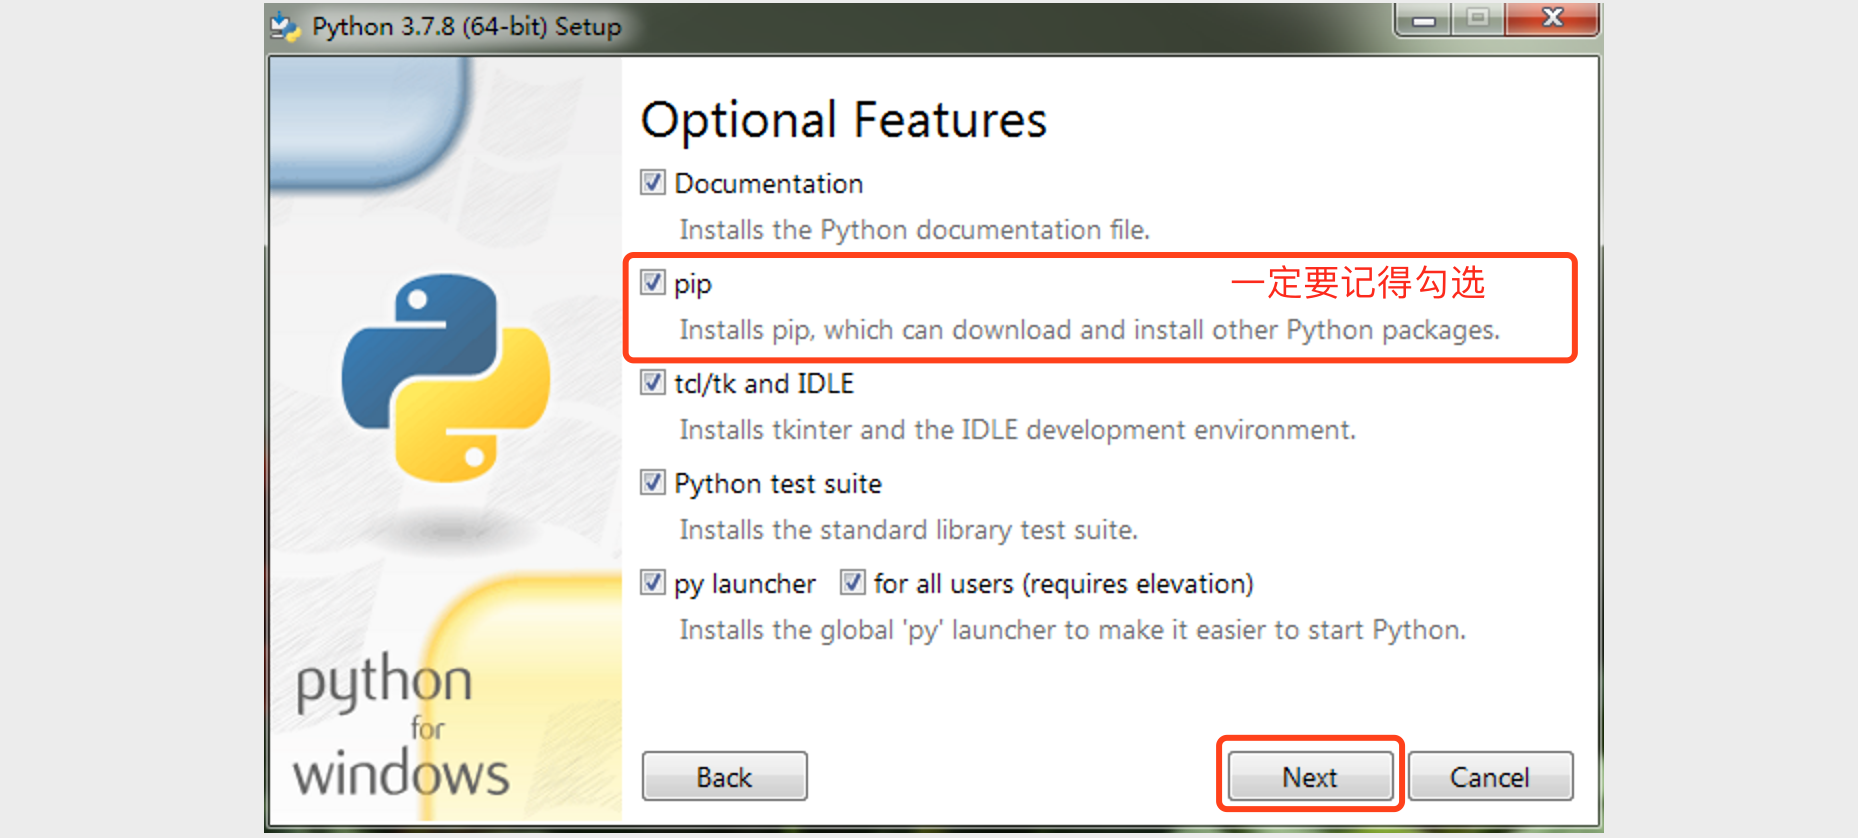 Python 3.7.8 (64-bit) Setup
Optional Features
Documentation
Installs the Python documentation file.
pip 一定要记得勾选
Installs pip, which can download and install other Python packages.
tcl/tk and IDLE
Installs tkinter and the IDLE development environment.
Python test suite
Installs the standard library test suite.
py launcher for all users (requires elevation)
Installs the global 'py' launcher to make it easier to start Python.
python
for
windows
Back Next Cancel